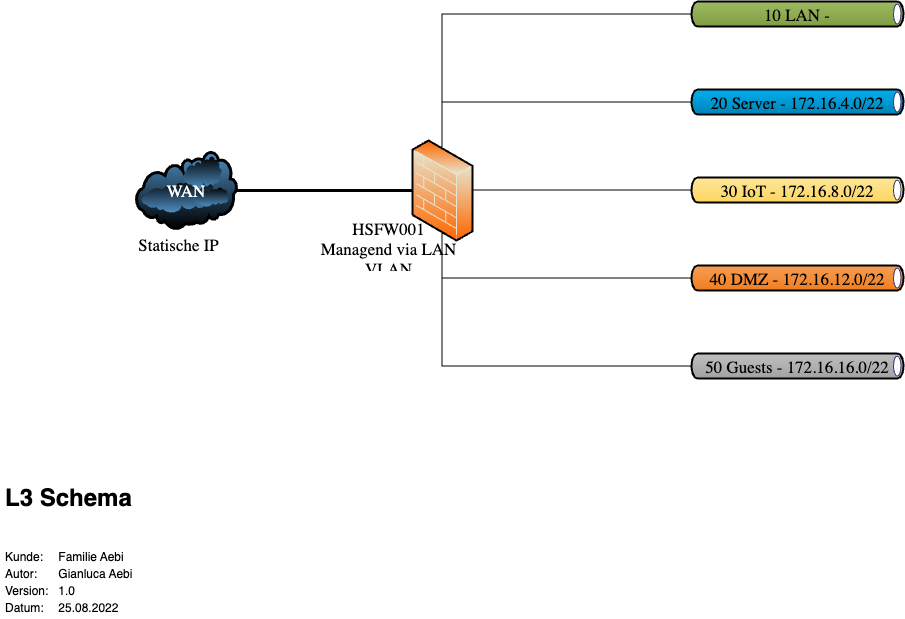 10 LAN -
20 Server - 172.16.4.0/22
WAN
30 IoT - 172.16.8.0/22
Statische IP
HSFW001
Managend via LAN
VLAN
40 DMZ - 172.16.12.0/22
50 Guests - 172.16.16.0/22
L3 Schema
Kunde: Familie Aebi
Autor: Gianluca Aebi
Version: 1.0
Datum: 25.08.2022